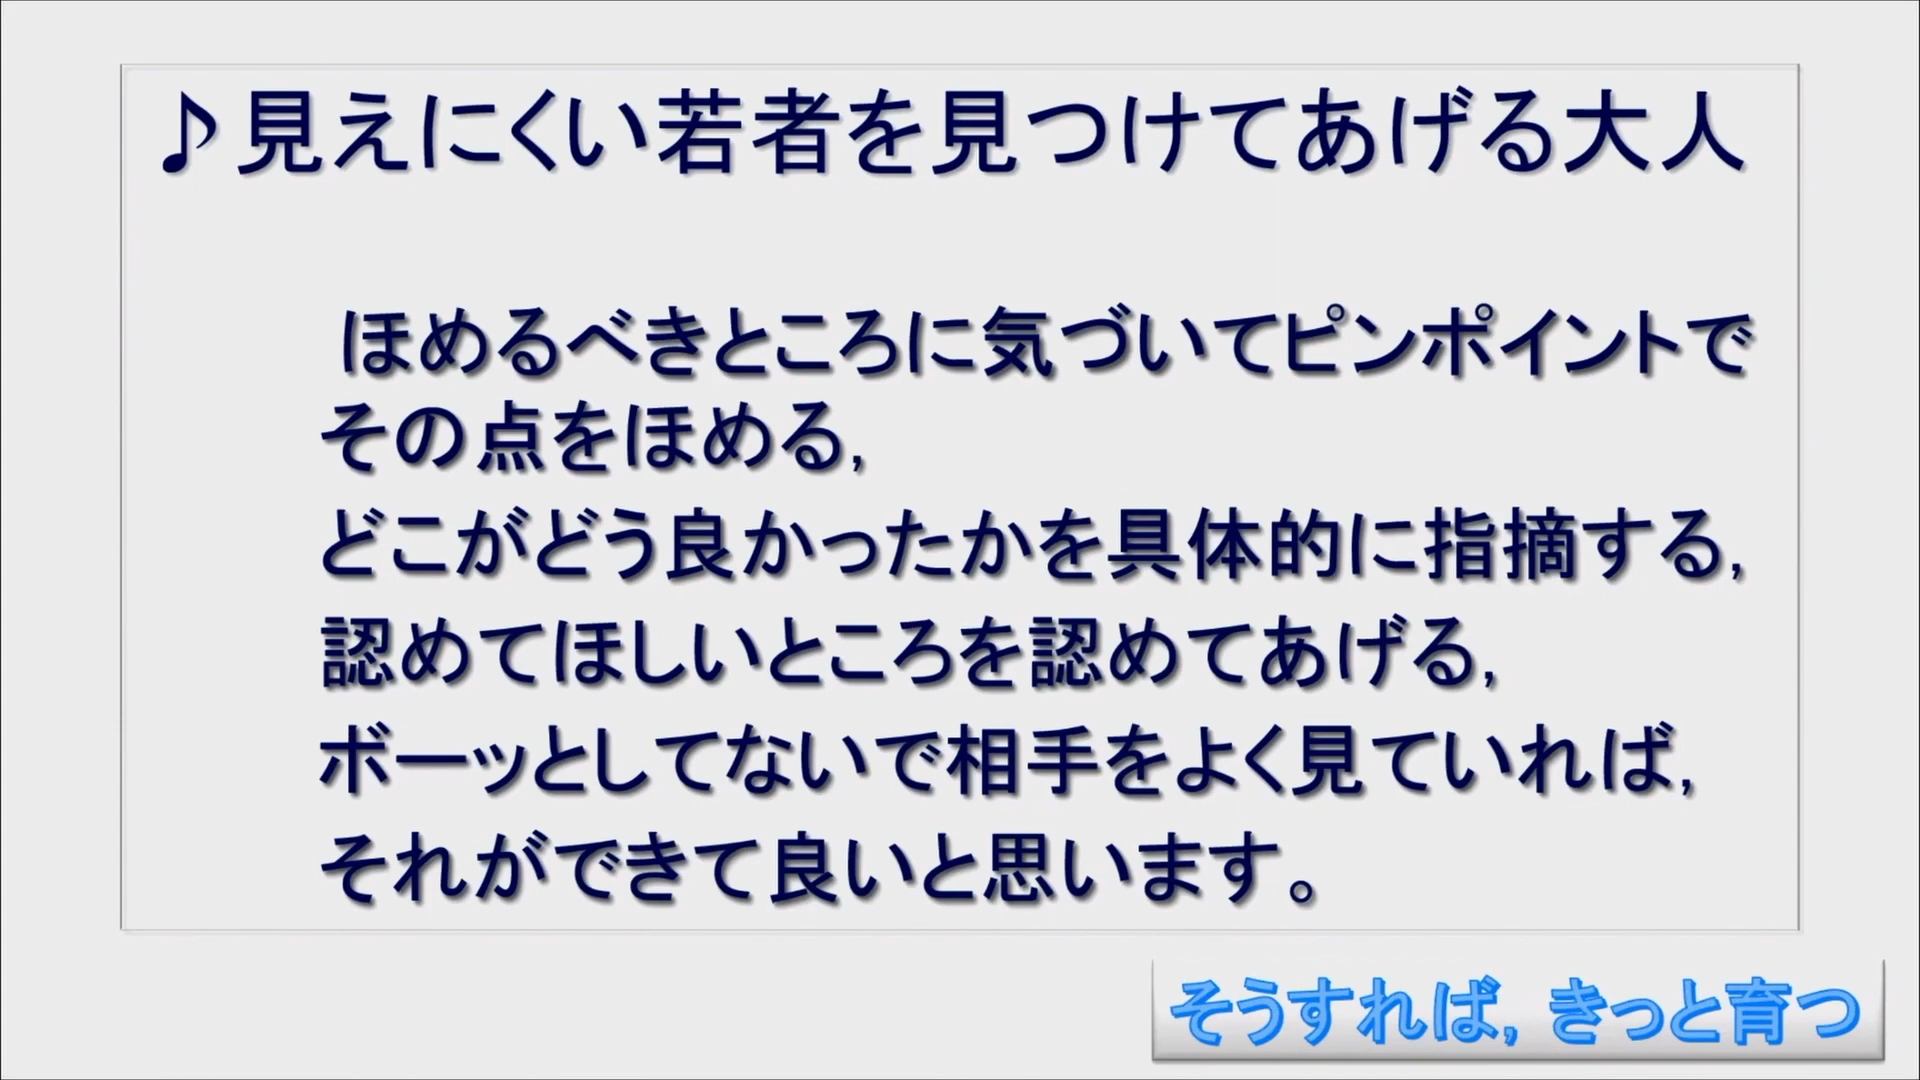 ♪見えにくい若者を見つけてあげる大人
ほめるべきところに気づいてピンポイントで
その点をほめる,
どこがどう良かったかを具体的に指摘する,
認めてほしいところを認めてあげる,
ボーッとしてないで相手をよく見ていれば,
それができて良いと思います。
そうすれば, きっと育つ